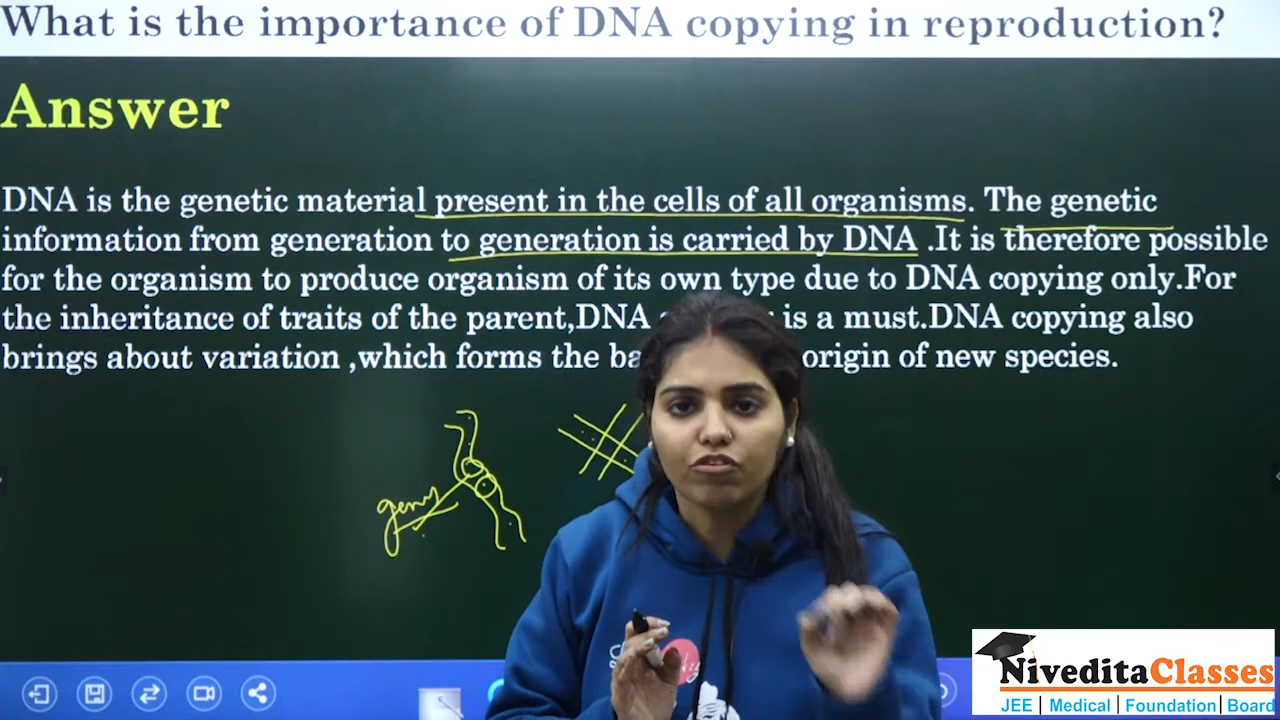 What is the importance of DNA copying in reproduction?
Answer
DNA is the genetic material present in the cells of all organisms. The genetic
information from generation to generation is carried by DNA .It is therefore possible
for the organism to produce organism of its own type due to DNA copying only.For
the inheritance of traits of the parent,DNA is a must.DNA copying also
brings about variation ,which forms the origin of new species.
NiveditaClasses
JEE | Medical | Foundation | Board